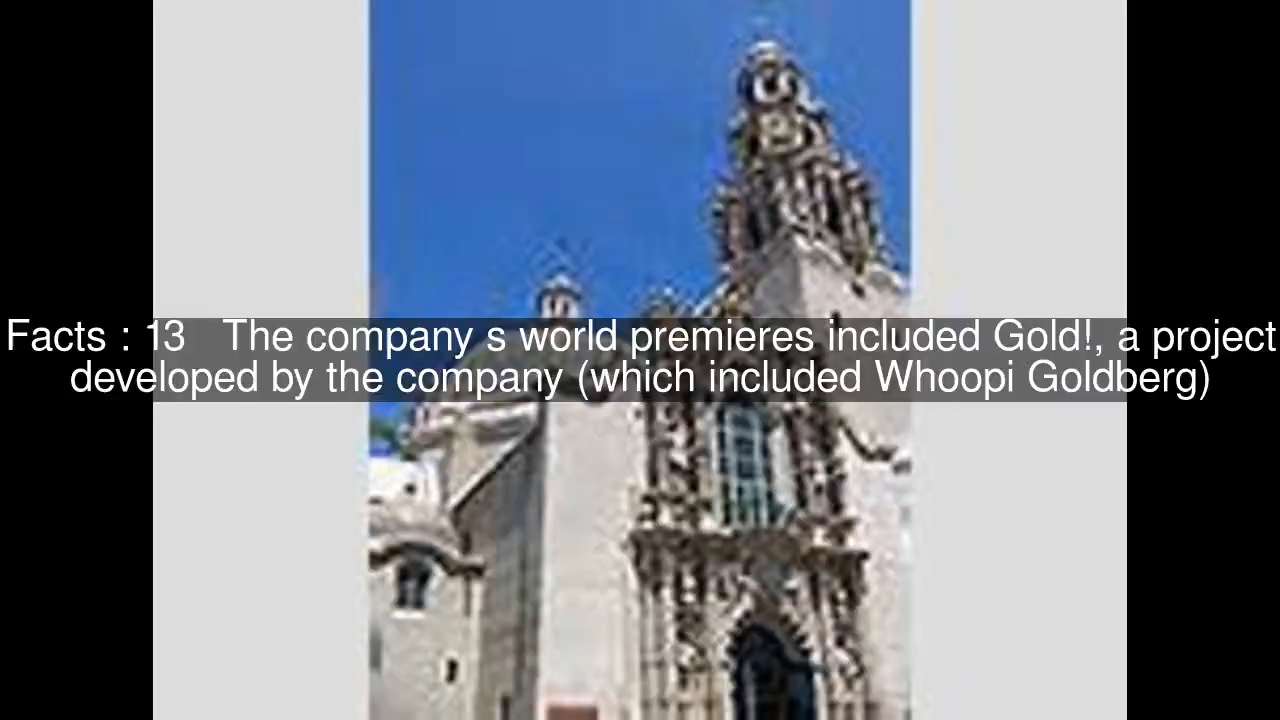 Facts : 13 The company s world premieres included Gold!, a project
developed by the company (which included Whoopi Goldberg)